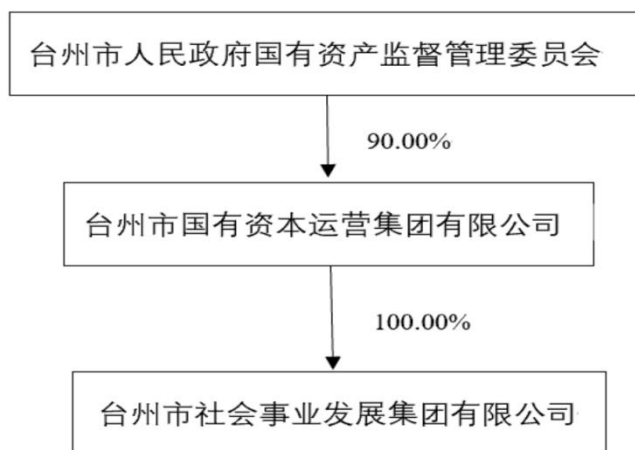 台州市人民政府国有资产监督管理委员会
90.00%
台州市国有资本运营集团有限公司
100.00%
台州市社会事业发展集团有限公司